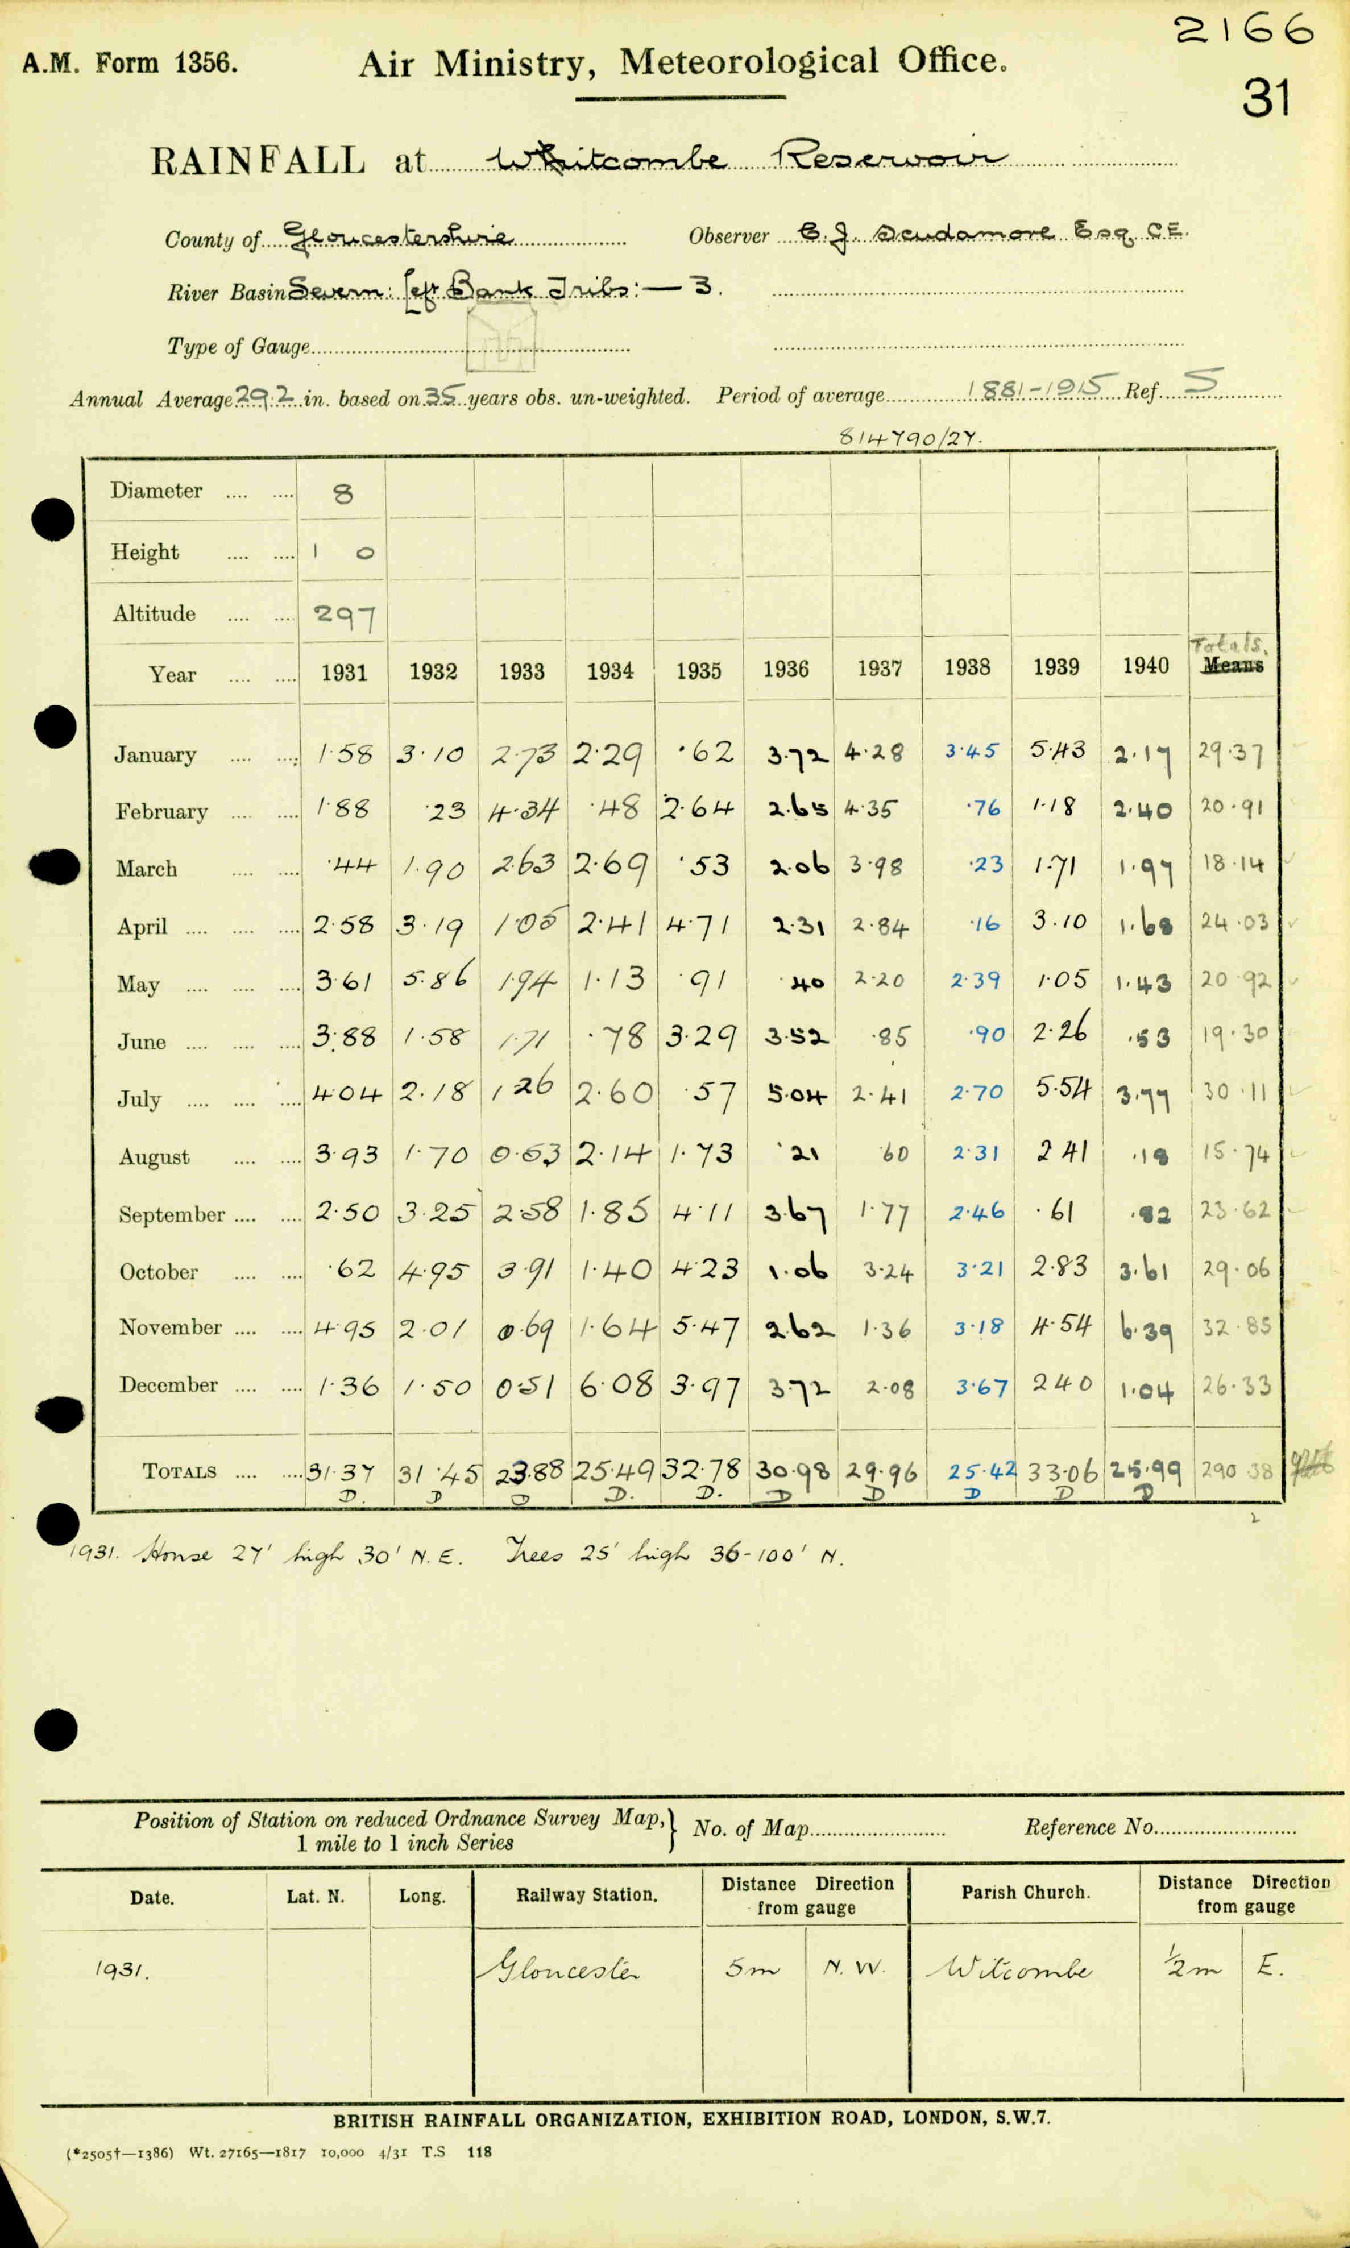 2166
31
A.M. Form 1356. Air Ministry, Meteorological Office.
RAINFALL at Whitcombe Reservoir
County of Gloucestershire Observer E.J. Scudamore Esq. C.E.
River Basin Severn: Left Bank Tribs:— 3.
Type of Gauge
Annual Average 29.2 in. based on 35 years obs. un-weighted. Period of average 1881-1915 Ref. S
814790/27.
Diameter .... .... 8
Height .... .... 1 0
Altitude .... .... 297
Totals.
Year .... .... 1931 1932 1933 1934 1935 1936 1937 1938 1939 1940 Means
January .... .... 1·58 3·10 2·73 2·29 ·62 3·72 4·28 3·45 5·43 2·17 29·37
February .... .... 1·88 ·23 4·34 ·48 2·64 2·65 4·35 ·76 1·18 2·40 20·91
March .... .... ·44 1·90 2·63 2·69 ·53 2·06 3·98 ·23 1·71 1·97 18·14
April .... .... .... 2·58 3·19 1·05 2·41 4·71 2·31 2·84 ·16 3·10 1·68 24·03
May .... .... .... 3·61 5·86 1·94 1·13 ·91 ·40 2·20 2·39 1·05 1·43 20·92
June .... .... .... 3·88 1·58 1·71 ·78 3·29 3·52 ·85 ·90 2·26 ·53 19·30
July .... .... .... 4·04 2·18 1·26 2·60 ·57 5·04 2·41 2·70 5·54 3·77 30·11
August .... .... 3·93 1·70 0·53 2·14 1·73 ·21 ·60 2·31 2·41 ·18 15·74
September .... .... 2·50 3·25 2·58 1·85 4·11 3·67 1·77 2·46 ·61 ·82 23·62
October .... .... ·62 4·95 3·91 1·40 4·23 1·06 3·24 3·21 2·83 3·61 29·06
November .... .... 4·95 2·01 0·69 1·64 5·47 2·62 1·36 3·18 4·54 6·39 32·85
December .... .... 1·36 1·50 0·51 6·08 3·97 3·72 2·08 3·67 2·40 1·04 26·33
TOTALS .... .... 31·37 31·45 23·88 25·49 32·78 30·98 29·96 25·42 33·06 25·99 290·38
D. D D D. D. D D D D D
2
1931. House 27' high 30' N.E. Trees 25' high 36-100' N.
Position of Station on reduced Ordnance Survey Map, } No. of Map Reference No.
1 mile to 1 inch Series
Date. Lat. N. Long. Railway Station. Distance Direction from gauge Parish Church. Distance Direction from gauge
1931. Gloucester 5m N.W. Witcombe ½m E.
BRITISH RAINFALL ORGANIZATION, EXHIBITION ROAD, LONDON, S.W.7.
(*2505†—1386) Wt. 27165—1817 10,000 4/31 T.S 118